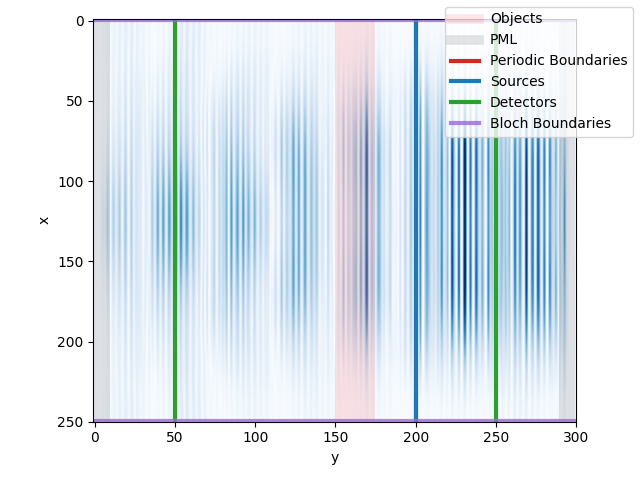 Objects
PML
Periodic Boundaries
Sources
Detectors
Bloch Boundaries
0
50
100
150
200
250
x
0
50
100
150
200
250
300
y